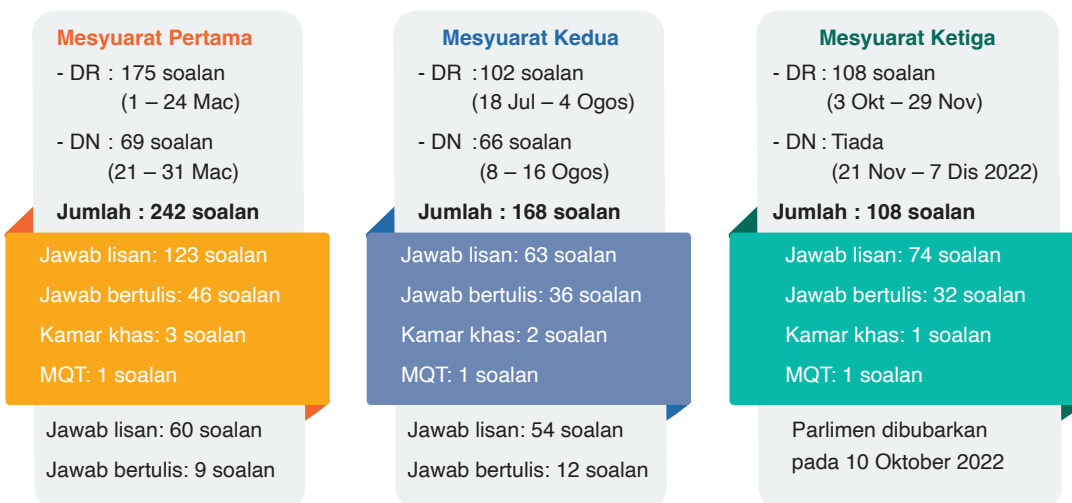 Mesyuarat Pertama
- DR : 175 soalan
(1 – 24 Mac)
- DN : 69 soalan
(21 – 31 Mac)
Jumlah : 242 soalan
Jawab lisan: 123 soalan
Jawab bertulis: 46 soalan
Kamar khas: 3 soalan
MQT: 1 soalan
Jawab lisan: 60 soalan
Jawab bertulis: 9 soalan
Mesyuarat Kedua
- DR :102 soalan
(18 Jul – 4 Ogos)
- DN :66 soalan
(8 – 16 Ogos)
Jumlah : 168 soalan
Jawab lisan: 63 soalan
Jawab bertulis: 36 soalan
Kamar khas: 2 soalan
MQT: 1 soalan
Jawab lisan: 54 soalan
Jawab bertulis: 12 soalan
Mesyuarat Ketiga
- DR : 108 soalan
(3 Okt – 29 Nov)
- DN : Tiada
(21 Nov – 7 Dis 2022)
Jumlah : 108 soalan
Jawab lisan: 74 soalan
Jawab bertulis: 32 soalan
Kamar khas: 1 soalan
MQT: 1 soalan
Parlimen dibubarkan
pada 10 Oktober 2022